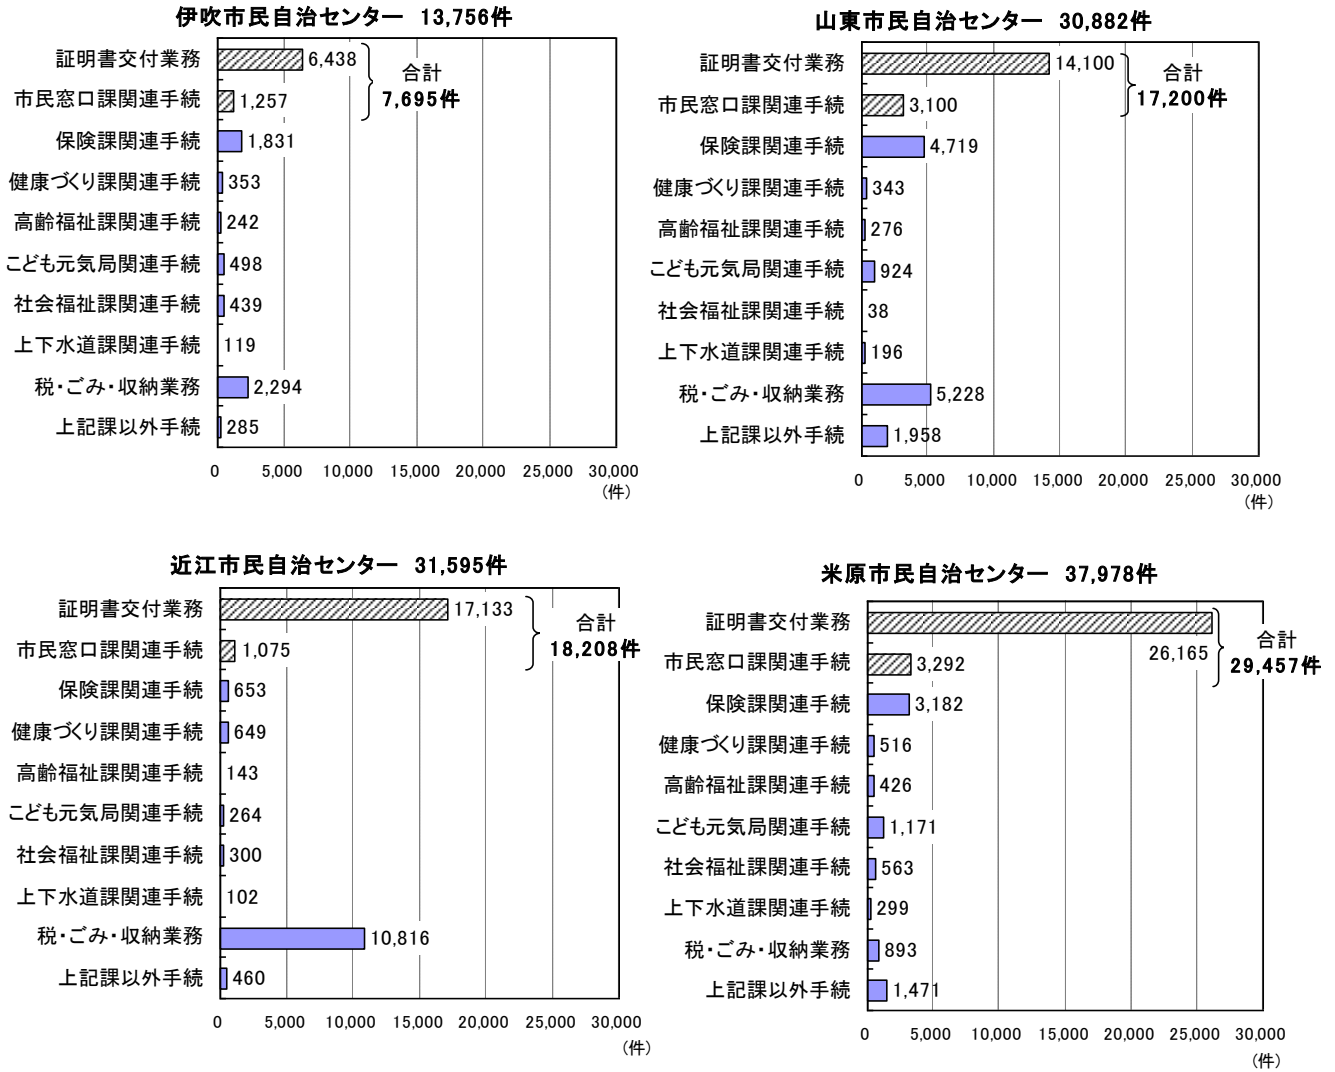 伊吹市民自治センター 13,756件
証明書交付業務 6,438
市民窓口課関連手続 1,257
合計
7,695件
保険課関連手続 1,831
健康づくり課関連手続 353
高齢福祉課関連手続 242
こども元気局関連手続 498
社会福祉課関連手続 439
上下水道課関連手続 119
税・ごみ・収納業務 2,294
上記課以外手続 285
0 5,000 10,000 15,000 20,000 25,000 30,000
(件)
山東市民自治センター 30,882件
証明書交付業務 14,100
市民窓口課関連手続 3,100
合計
17,200件
保険課関連手続 4,719
健康づくり課関連手続 343
高齢福祉課関連手続 276
こども元気局関連手続 924
社会福祉課関連手続 38
上下水道課関連手続 196
税・ごみ・収納業務 5,228
上記課以外手続 1,958
0 5,000 10,000 15,000 20,000 25,000 30,000
(件)
近江市民自治センター 31,595件
証明書交付業務 17,133
市民窓口課関連手続 1,075
合計
18,208件
保険課関連手続 653
健康づくり課関連手続 649
高齢福祉課関連手続 143
こども元気局関連手続 264
社会福祉課関連手続 300
上下水道課関連手続 102
税・ごみ・収納業務 10,816
上記課以外手続 460
0 5,000 10,000 15,000 20,000 25,000 30,000
(件)
米原市民自治センター 37,978件
証明書交付業務 26,165
市民窓口課関連手続 3,292
合計
29,457件
保険課関連手続 3,182
健康づくり課関連手続 516
高齢福祉課関連手続 426
こども元気局関連手続 1,171
社会福祉課関連手続 563
上下水道課関連手続 299
税・ごみ・収納業務 893
上記課以外手続 1,471
0 5,000 10,000 15,000 20,000 25,000 30,000
(件)